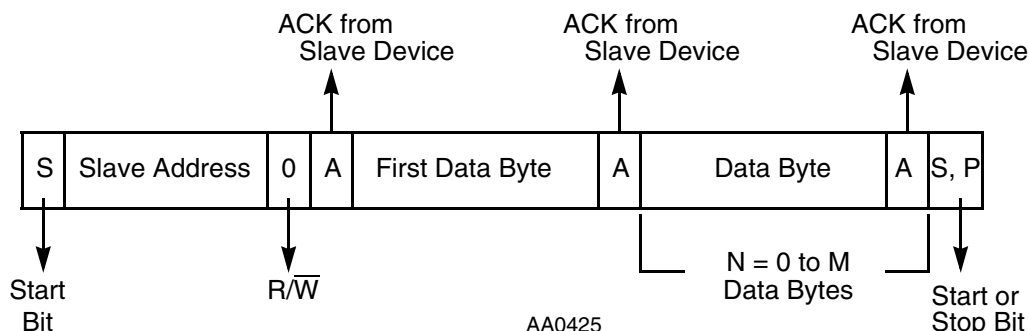 ACK from
Slave Device
ACK from
Slave Device
ACK from
Slave Device
S
Slave Address
0
A
First Data Byte
A
Data Byte
A
S, P
Start
Bit
R/W̅
N = 0 to M
Data Bytes
Start or
Stop Bit
AA0425